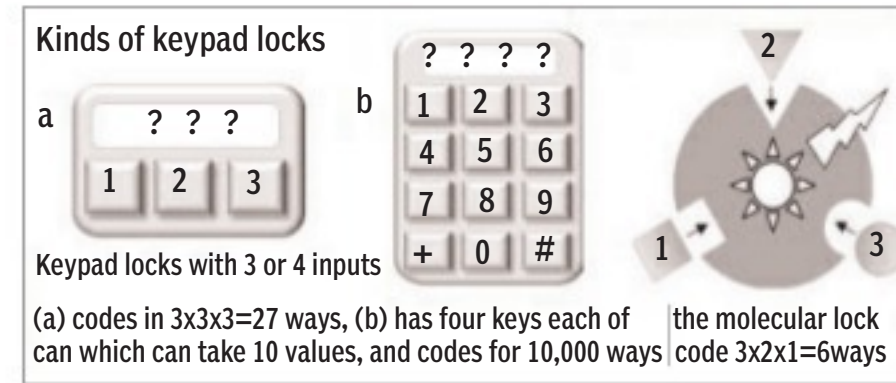 Kinds of keypad locks
a
? ? ?
1 2 3
Keypad locks with 3 or 4 inputs
b
? ? ? ?
1 2 3
4 5 6
7 8 9
+ 0 #
2
1
3
(a) codes in 3x3x3=27 ways, (b) has four keys each of
can which can take 10 values, and codes for 10,000 ways
the molecular lock
code 3x2x1=6ways